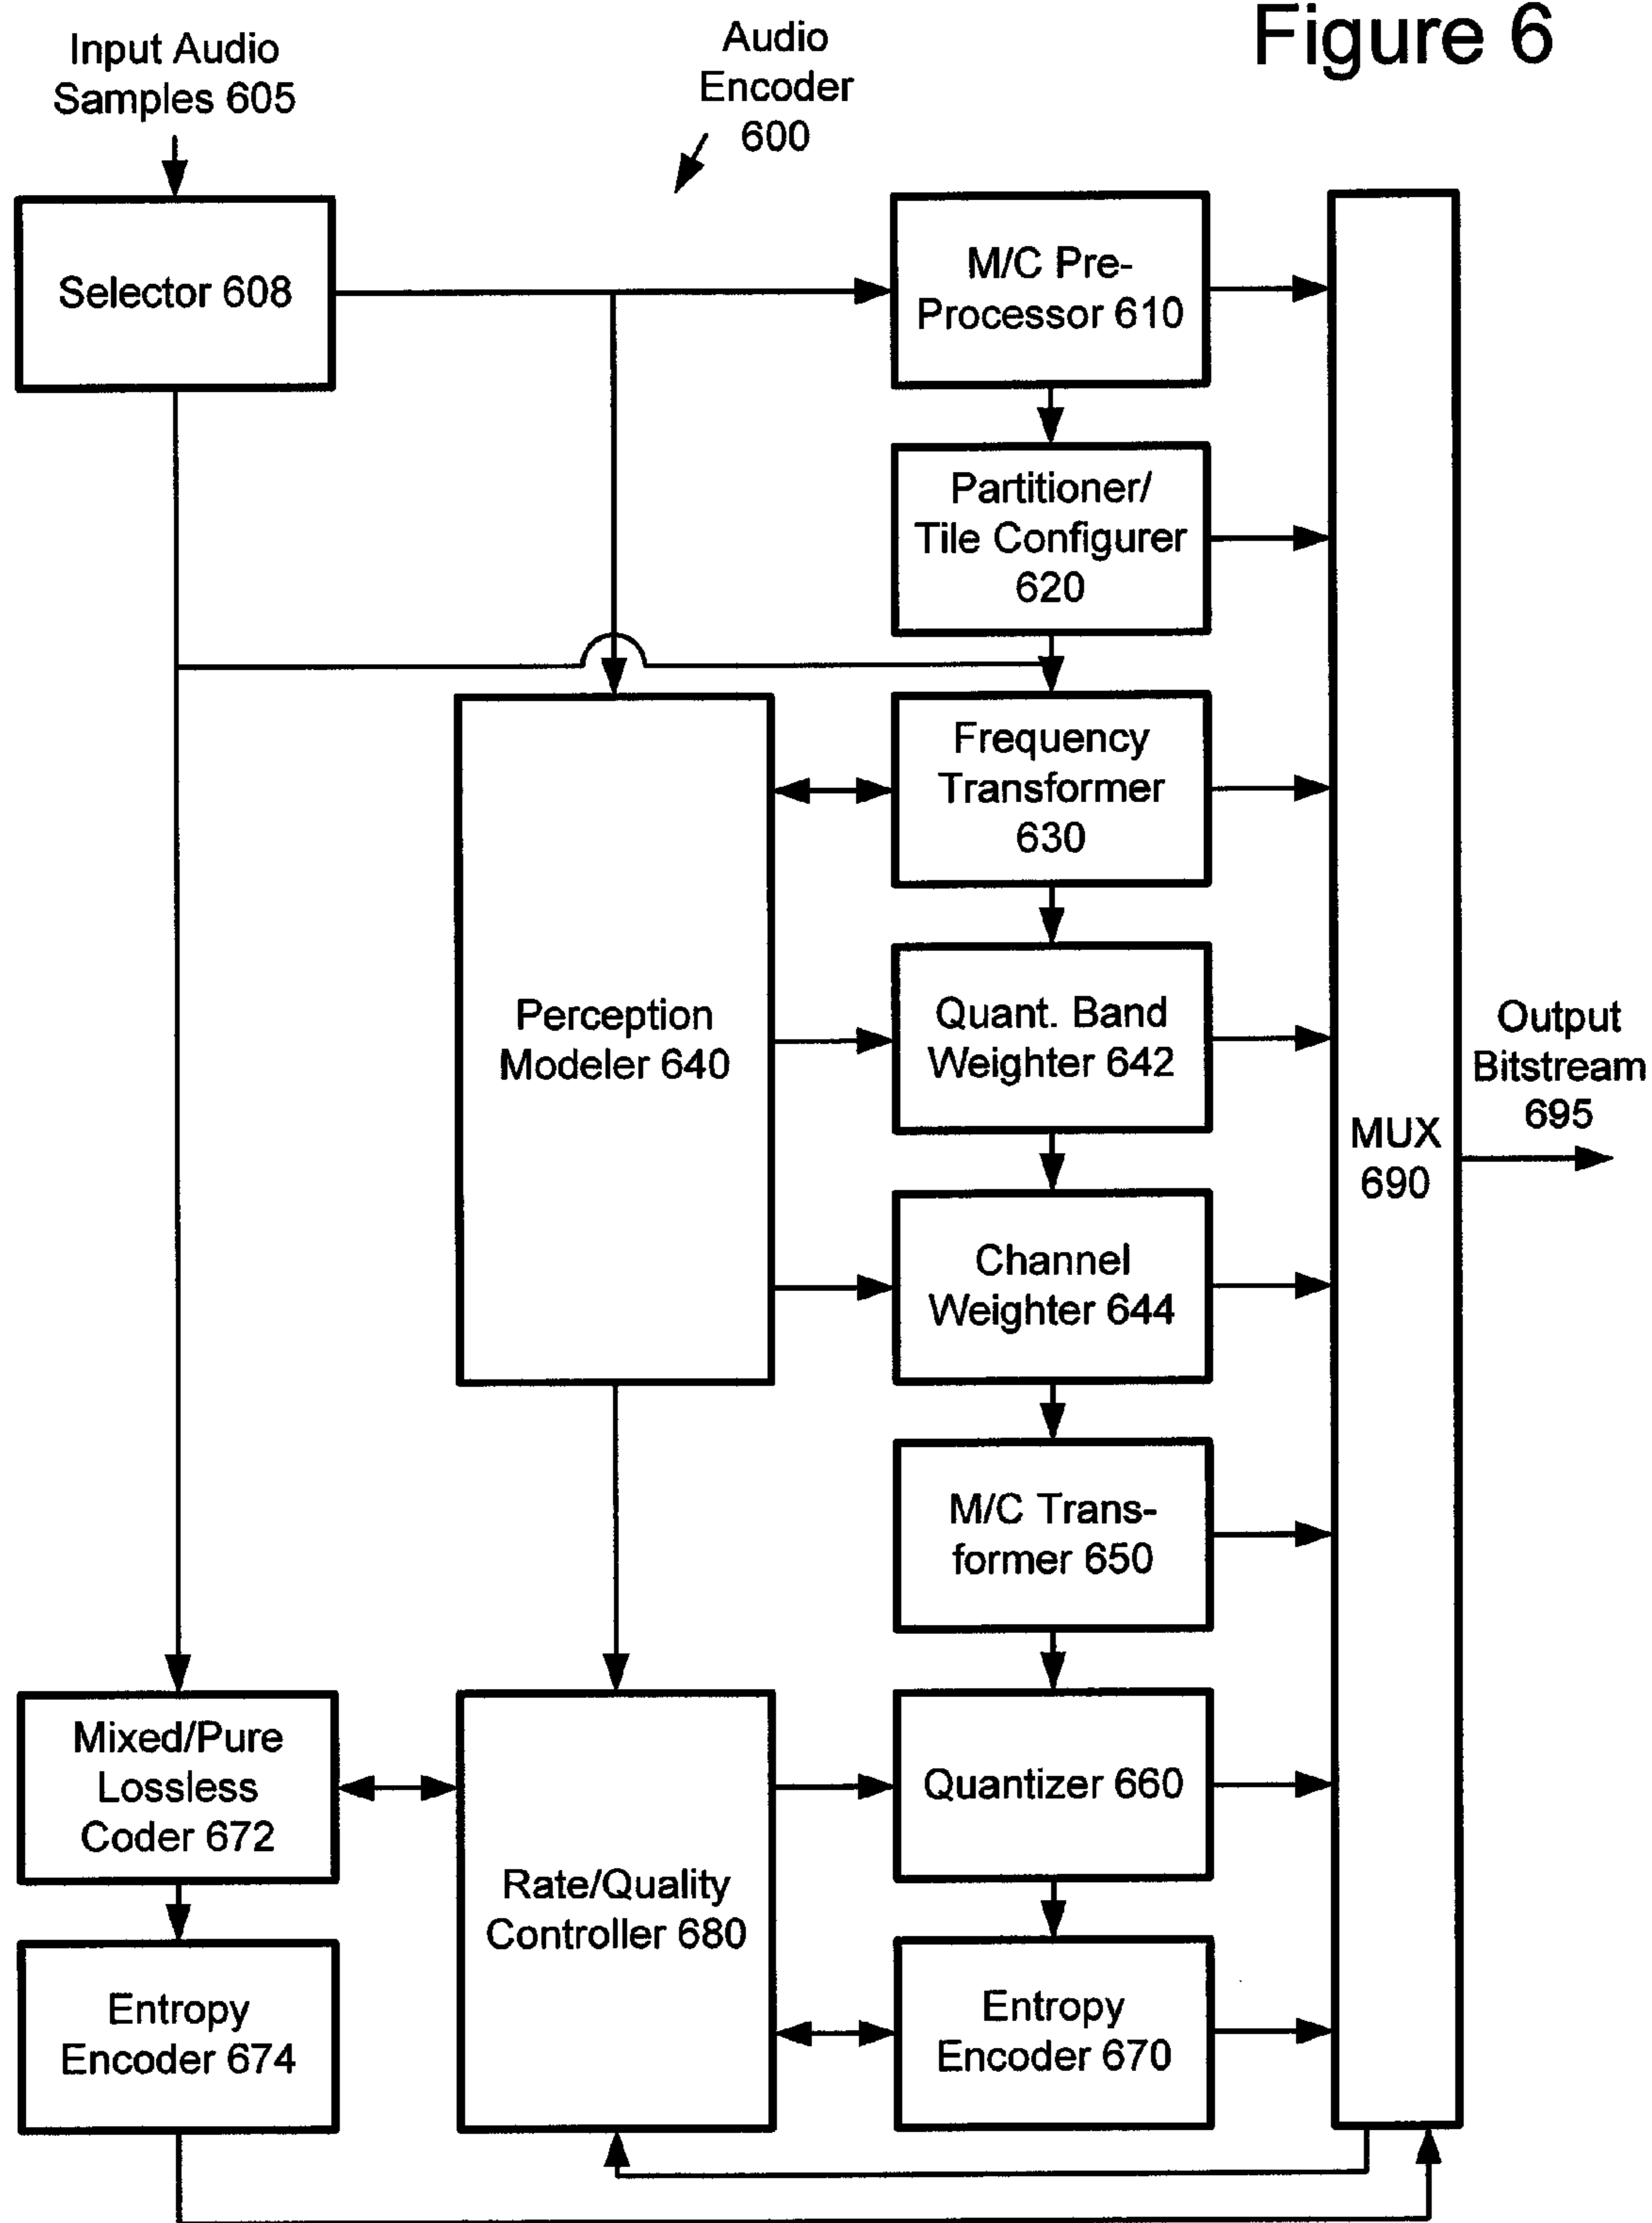 Figure 6
Input Audio
Samples 605
Audio
Encoder
600
Selector 608
M/C Pre-
Processor 610
Partitioner/
Tile Configurer
620
Frequency
Transformer
630
Perception
Modeler 640
Quant. Band
Weighter 642
Output
Bitstream
695
MUX
690
Channel
Weighter 644
M/C Trans-
former 650
Mixed/Pure
Lossless
Coder 672
Rate/Quality
Controller 680
Quantizer 660
Entropy
Encoder 674
Entropy
Encoder 670